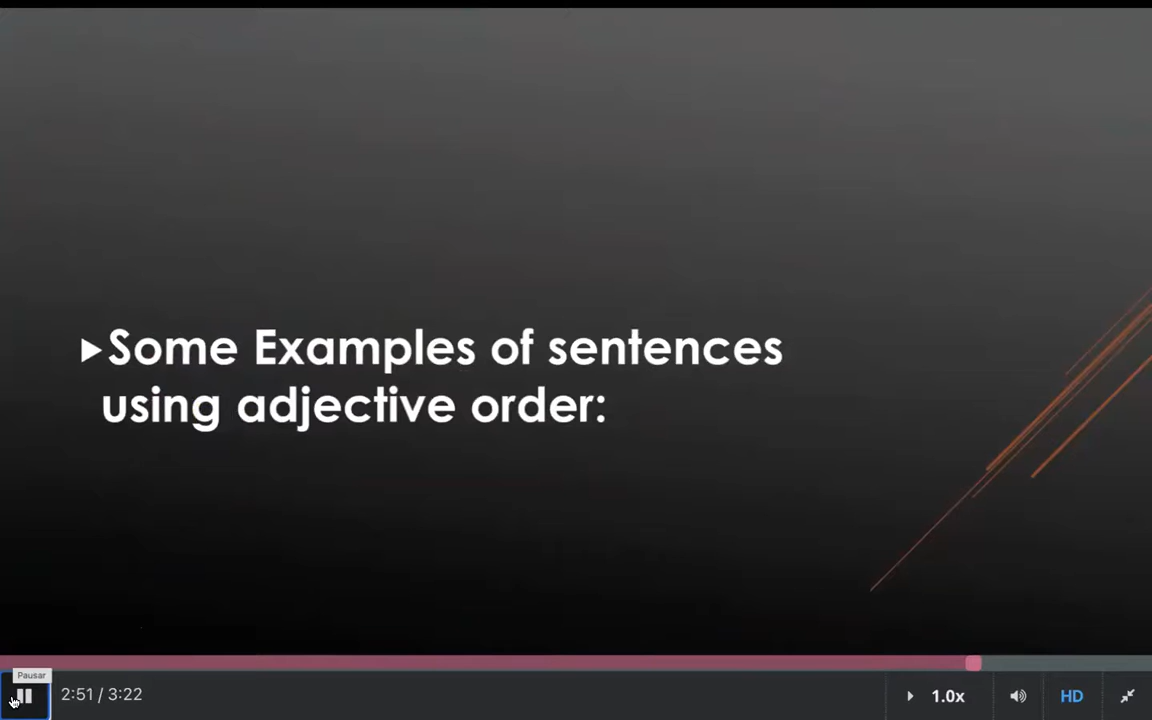 Some Examples of sentences
using adjective order:
Pausar
2:51 / 3:22
1.0x
HD